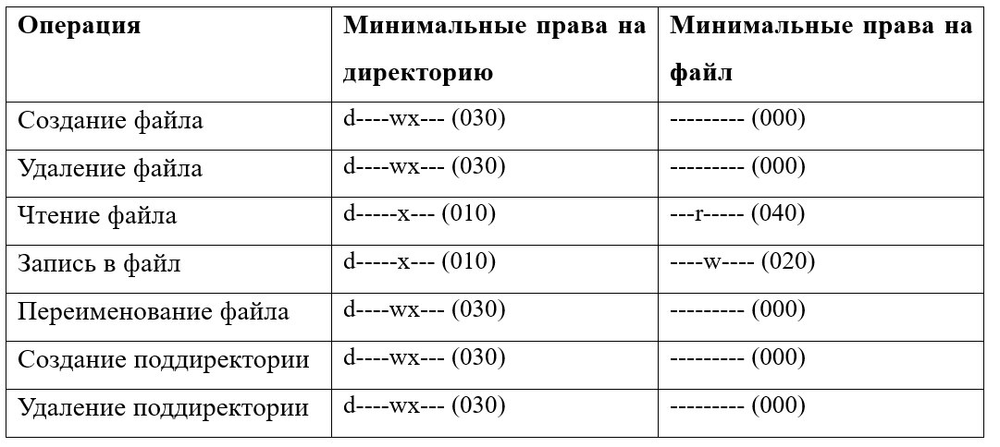 Операция
Минимальные права на
директорию
Минимальные права на
файл
Создание файла
d----wx--- (030)
--------- (000)
Удаление файла
d----wx--- (030)
--------- (000)
Чтение файла
d-----x--- (010)
---r----- (040)
Запись в файл
d-----x--- (010)
----w---- (020)
Переименование файла
d----wx--- (030)
--------- (000)
Создание поддиректории
d----wx--- (030)
--------- (000)
Удаление поддиректории
d----wx--- (030)
--------- (000)